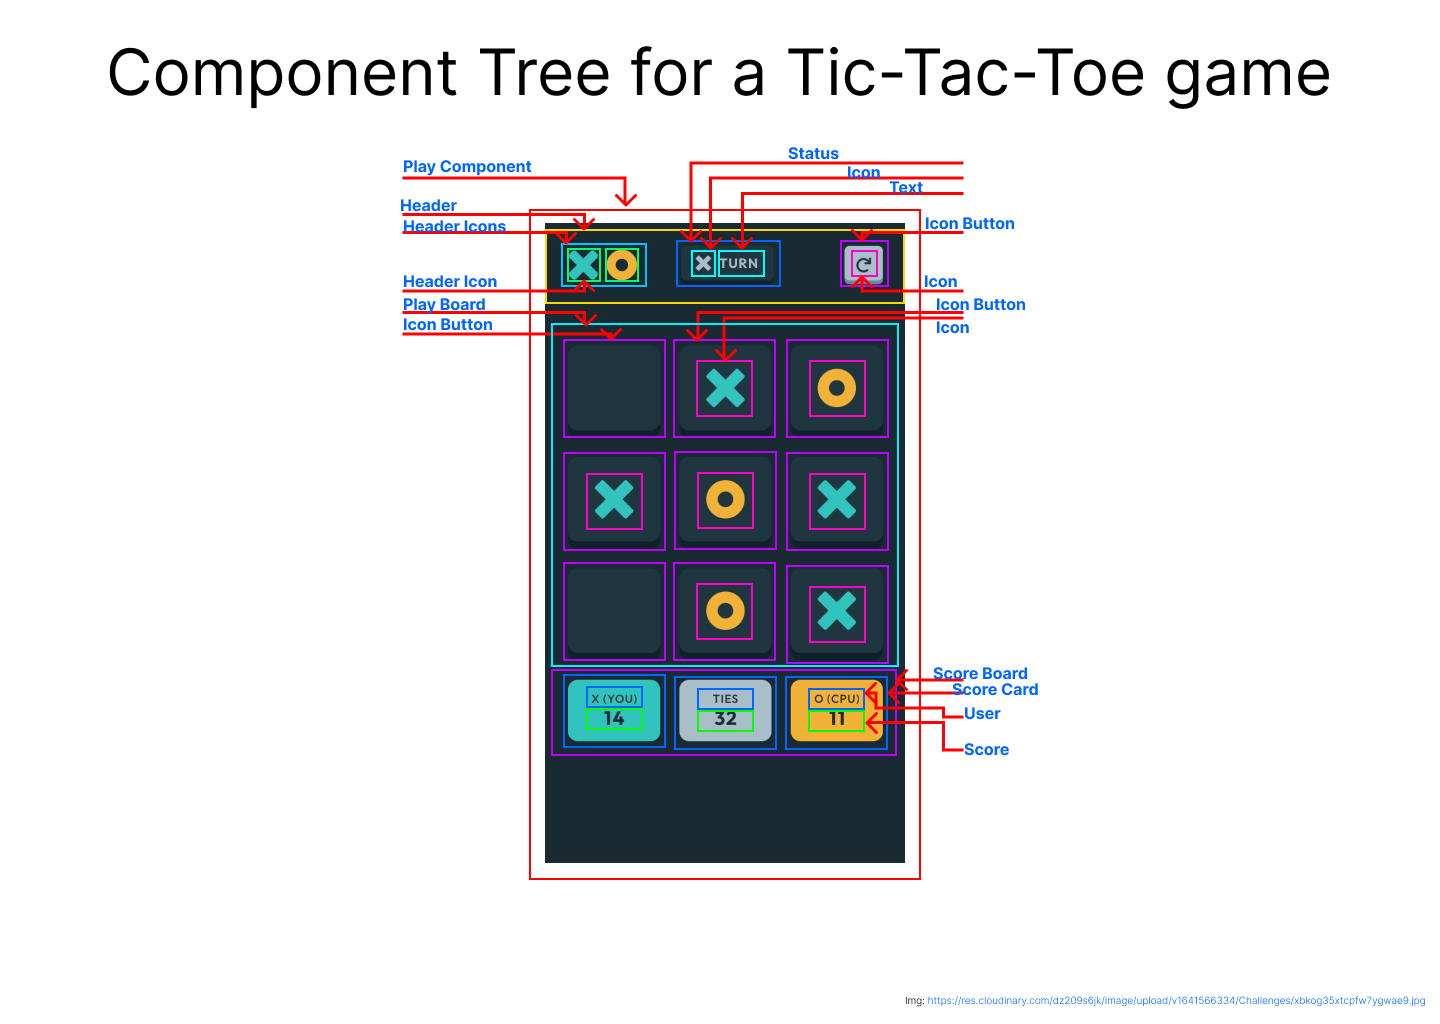 Component Tree for a Tic-Tac-Toe game
Status
Play Component
Icon
Text
Header
Icon Button
Header Icons
TURN
Header Icon
Icon
Play Board
Icon Button
Icon Button
Icon
Score Board
Score Card
X (YOU)
TIES
O (CPU)
User
14
32
11
Score
Img: https://res.cloudinary.com/dz209s6jk/image/upload/v1641566334/Challenges/xbkog35xtcpfw7ygwae9.jpg